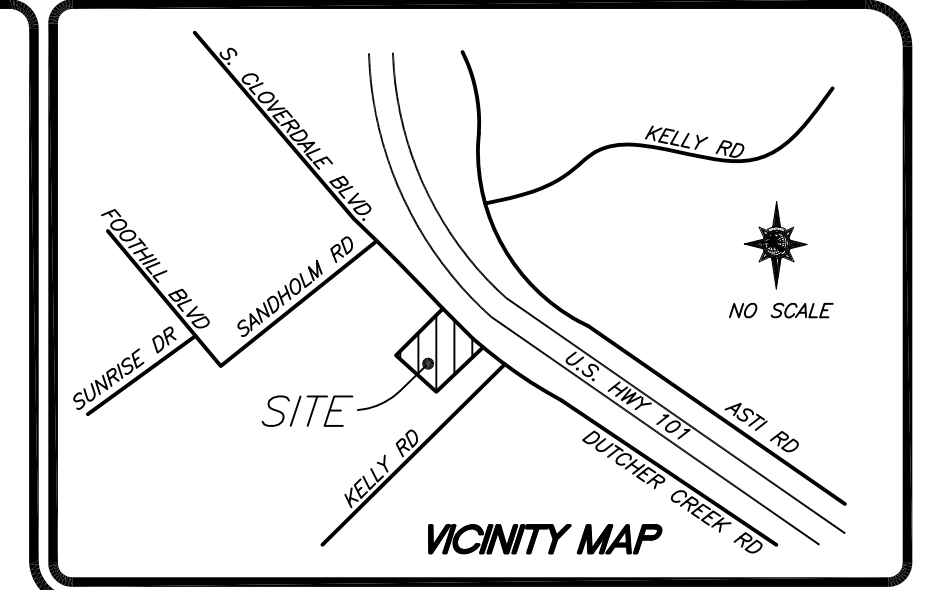 S. CLOVERDALE BLVD.
KELLY RD
FOOTHILL BLVD
SANDHOLM RD
SUNRISE DR
NO SCALE
SITE
U.S. HWY 101
ASTI RD
KELLY RD
DUTCHER CREEK RD
VICINITY MAP